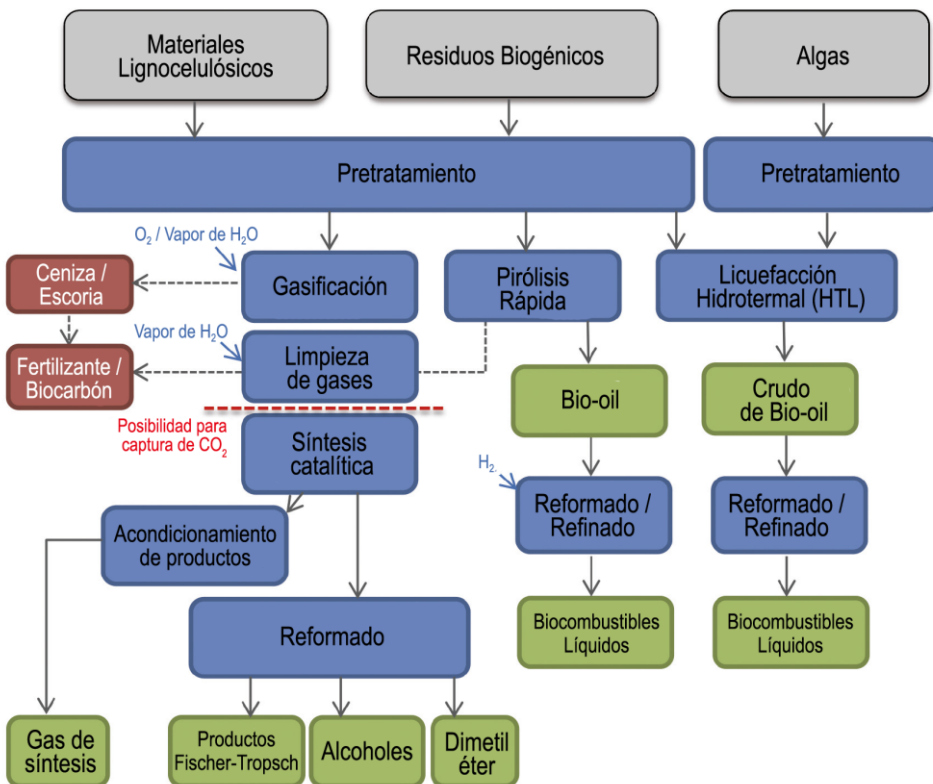 Materiales
Lignocelulósicos
Residuos Biogénicos
Algas
Pretratamiento
Pretratamiento
O₂ / Vapor de H₂O
Ceniza /
Escoria
Gasificación
Pirólisis
Rápida
Licuefacción
Hidrotermal (HTL)
Vapor de H₂O
Fertilizante /
Biocarbón
Limpieza
de gases
Bio-oil
Crudo
de Bio-oil
Posibilidad para
captura de CO₂
Síntesis
catalítica
H₂.
Reformado /
Refinado
Reformado /
Refinado
Acondicionamiento
de productos
Biocombustibles
Líquidos
Biocombustibles
Líquidos
Reformado
Gas de
síntesis
Productos
Fischer-Tropsch
Alcoholes
Dimetil
éter